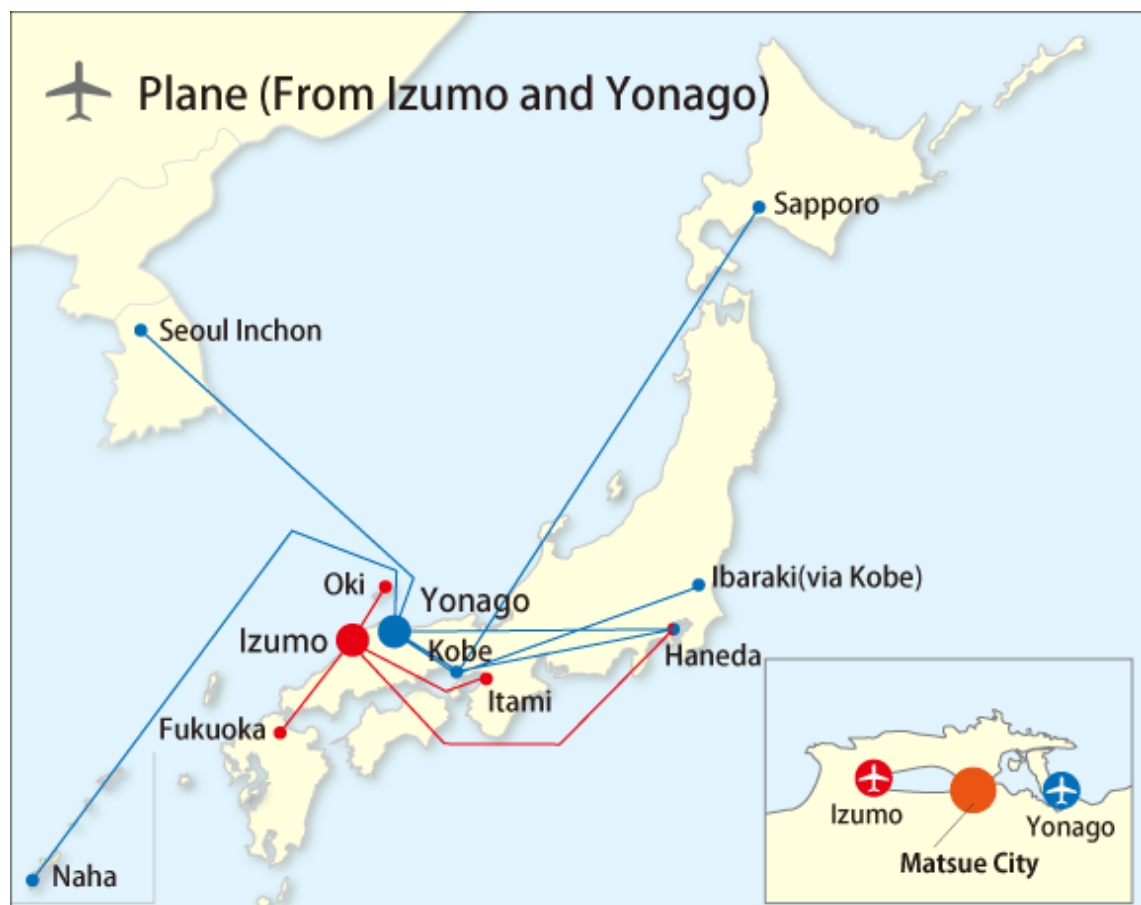 Plane (From Izumo and Yonago)
Sapporo
Seoul Inchon
Oki
Yonago
Ibaraki(via Kobe)
Izumo
Kobe
Haneda
Itami
Fukuoka
Naha
Izumo
Yonago
Matsue City